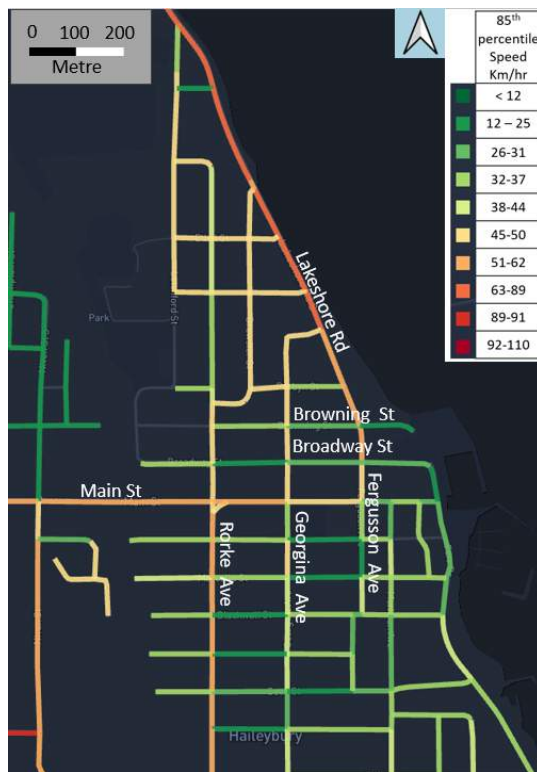 0 100 200
Metre
85th
percentile
Speed
Km/hr
< 12
12 – 25
26-31
32-37
38-44
45-50
51-62
63-89
89-91
92-110
Lakeshore Rd
Park
Browning St
Broadway St
Main St
Rorke Ave
Georgina Ave
Fergusson Ave
Haileybury